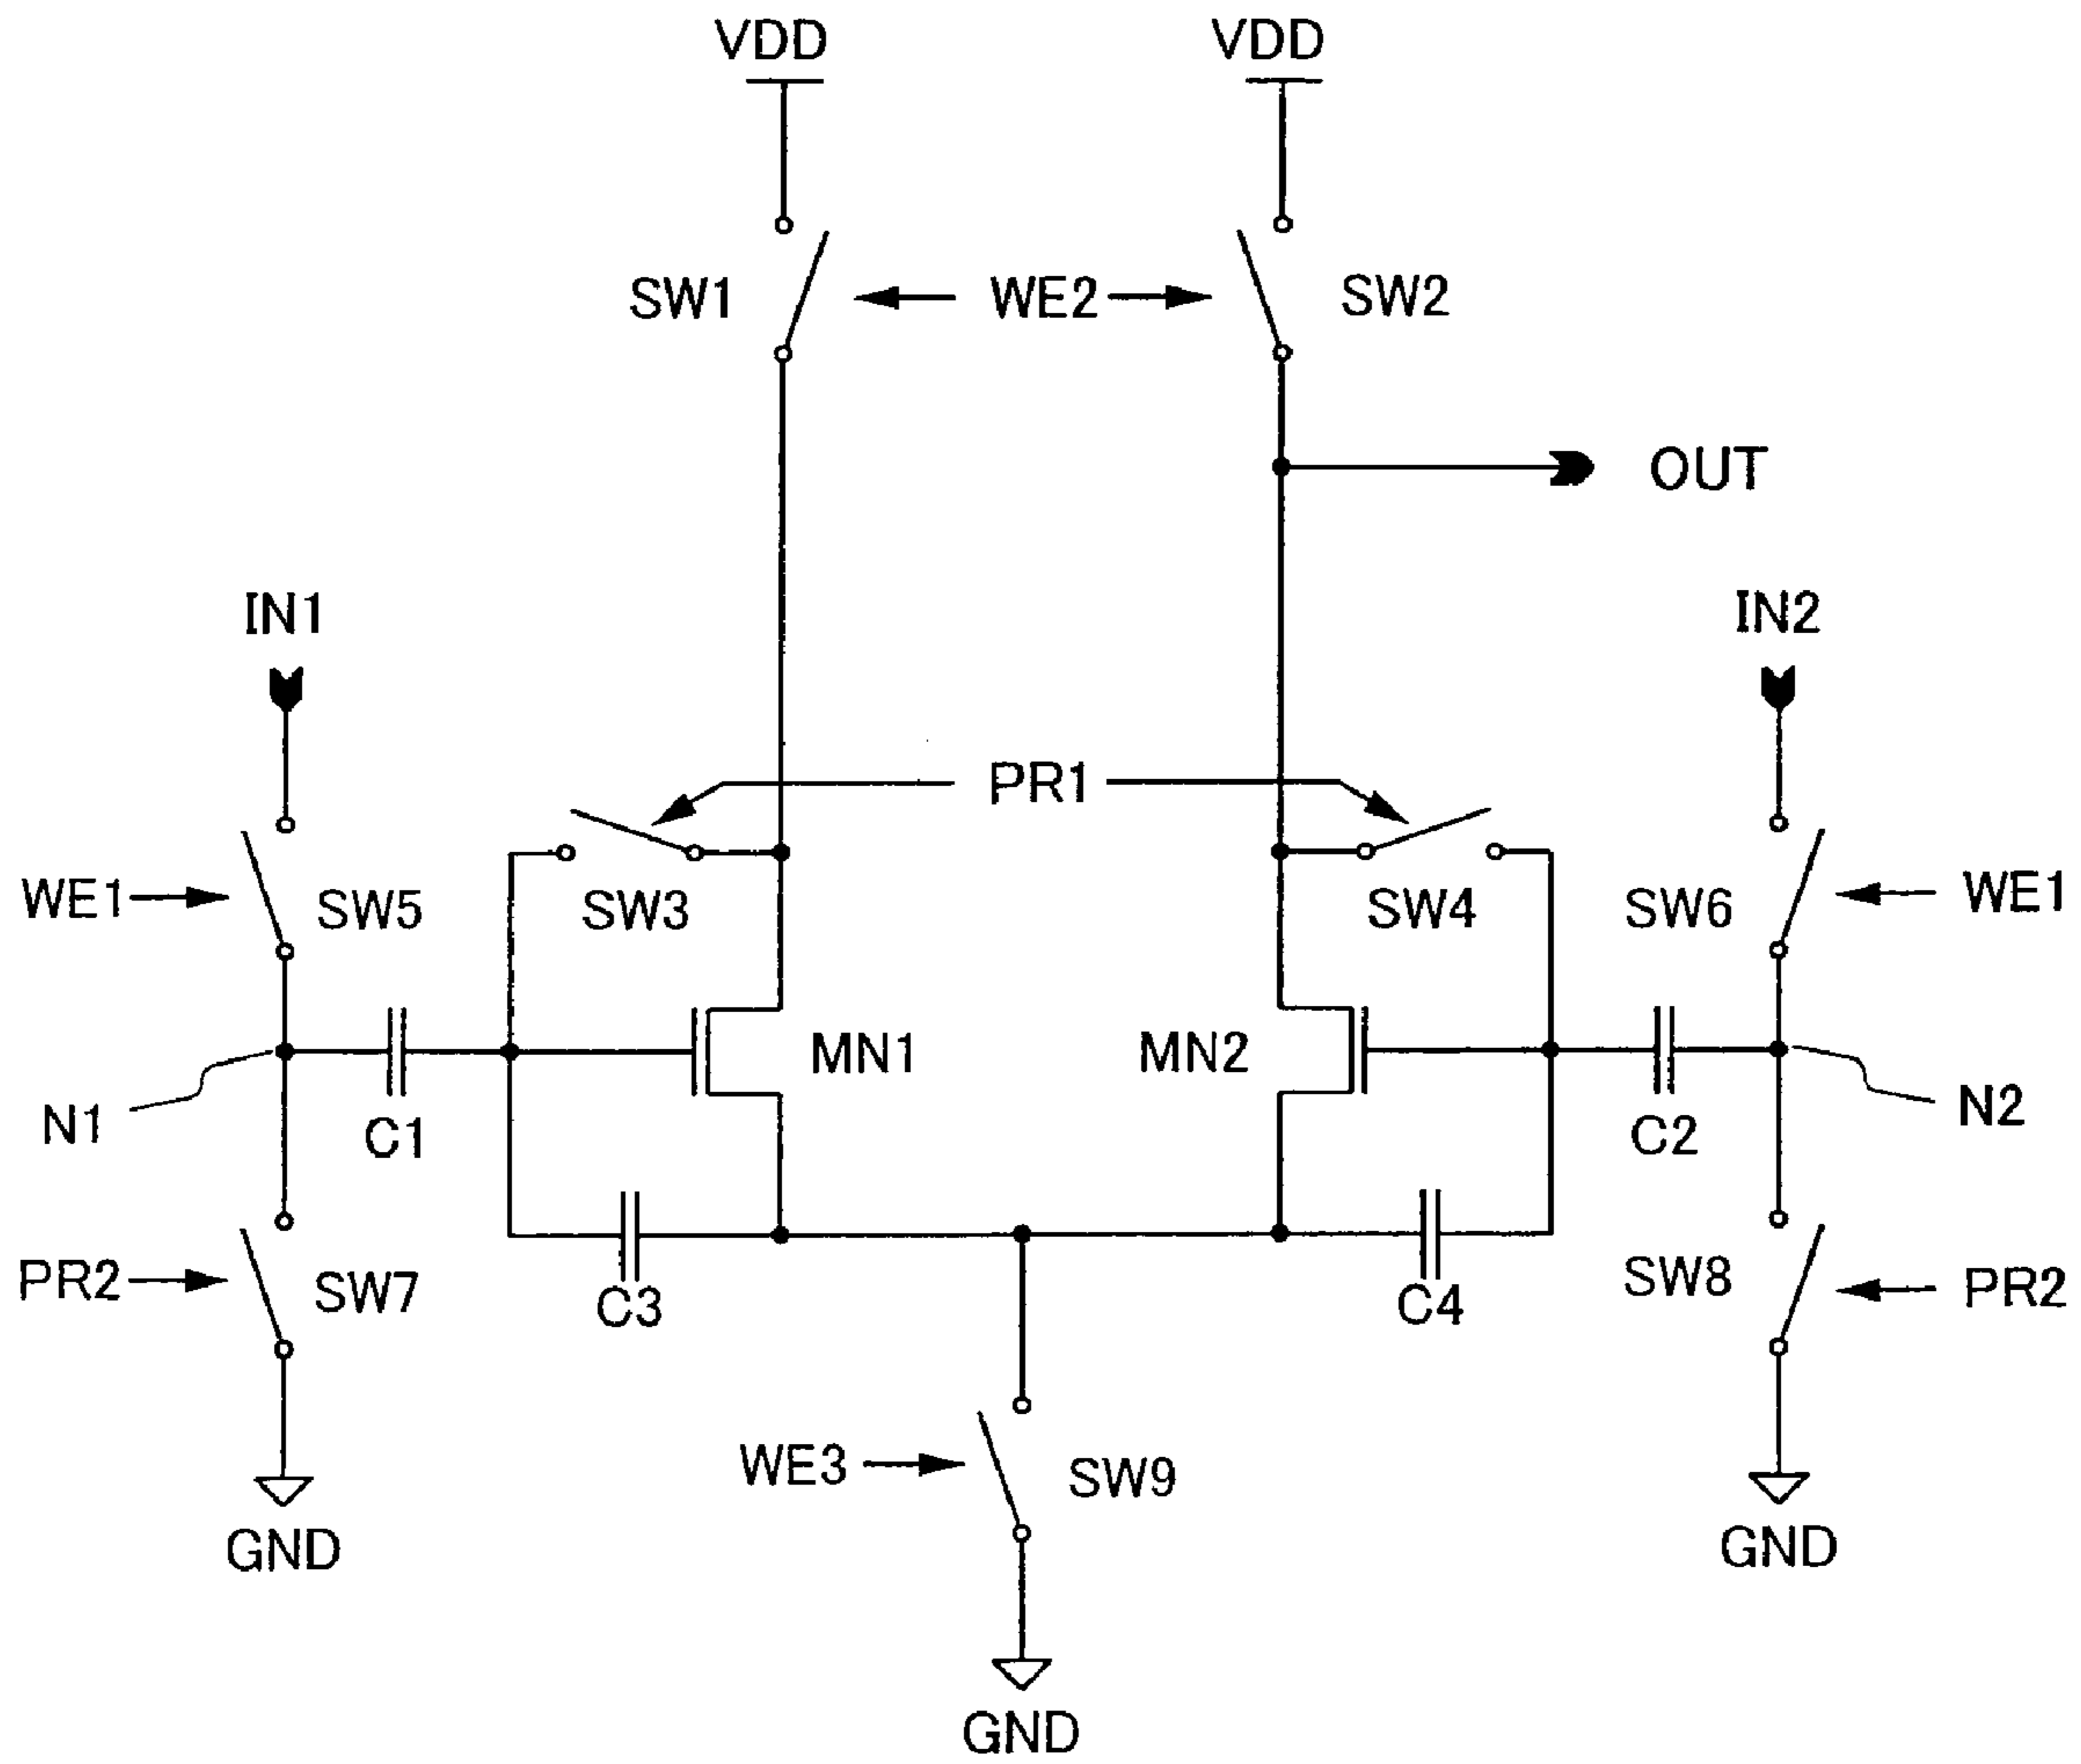 VDD VDD
SW1 WE2 SW2
OUT
IN1 IN2
PR1
WE1 SW5 SW3 SW4 SW6 WE1
MN1 MN2
N1 C1 C2 N2
PR2 SW7 C3 C4 SW8 PR2
WE3 SW9
GND GND
GND